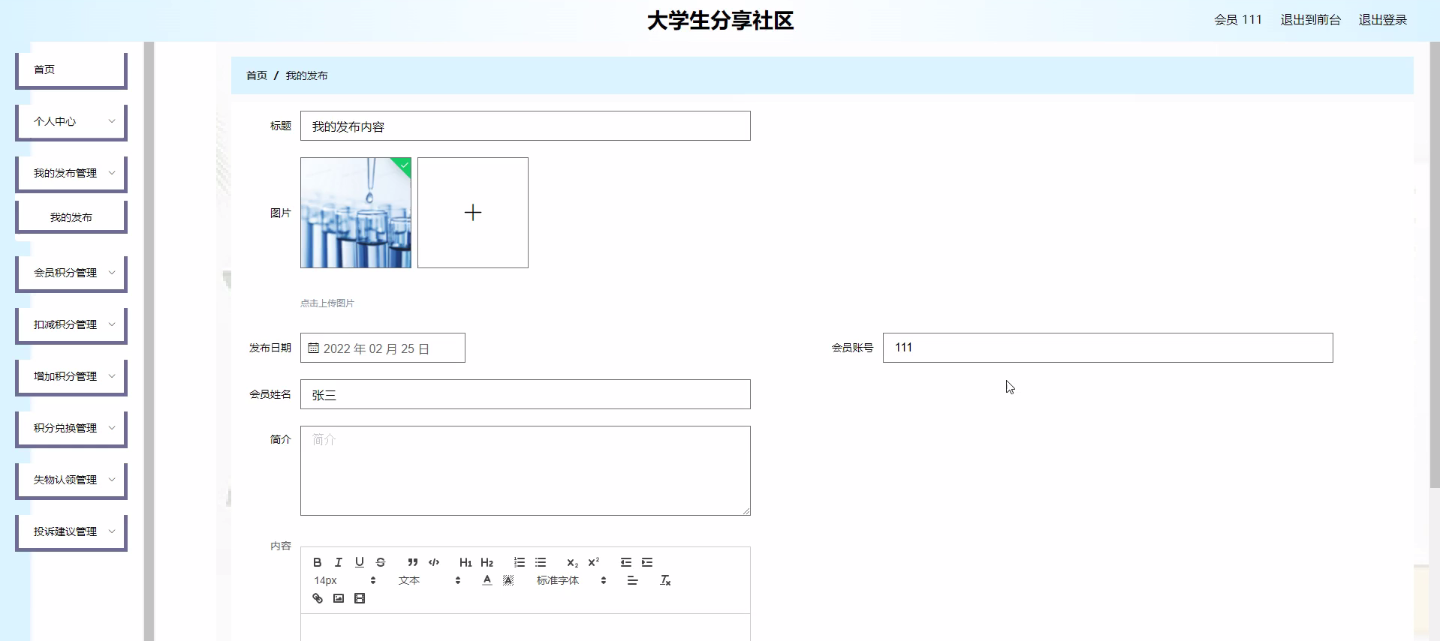 大学生分享社区
会员 111 退出到前台 退出登录
首页
个人中心
我的发布管理
我的发布
会员积分管理
扣减积分管理
增加积分管理
积分兑换管理
失物认领管理
投诉建议管理
首页 / 我的发布
标题 我的发布内容
图片
点击上传图片
发布日期 2022 年 02 月 25 日
会员账号 111
会员姓名 张三
简介 简介
内容
B I U S H1 H2 X2 X2
14px 文本 A A 标准字体 Tx